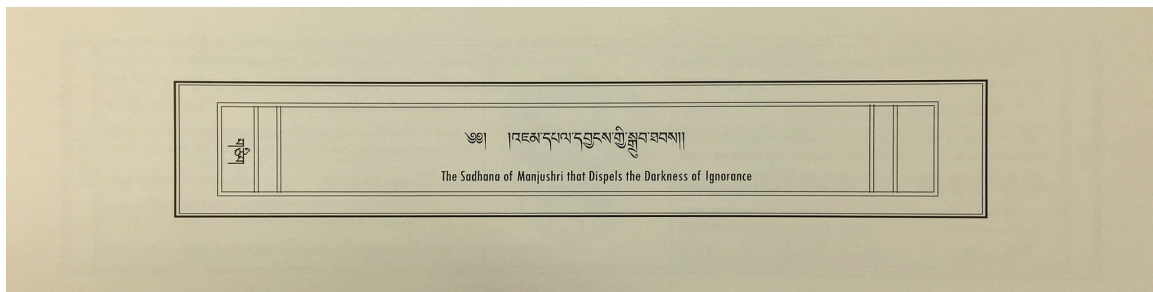 ༄༅། །འཇམ་དཔལ་དབྱངས་ཀྱི་སྒྲུབ་ཐབས།།
The Sadhana of Manjushri that Dispels the Darkness of Ignorance